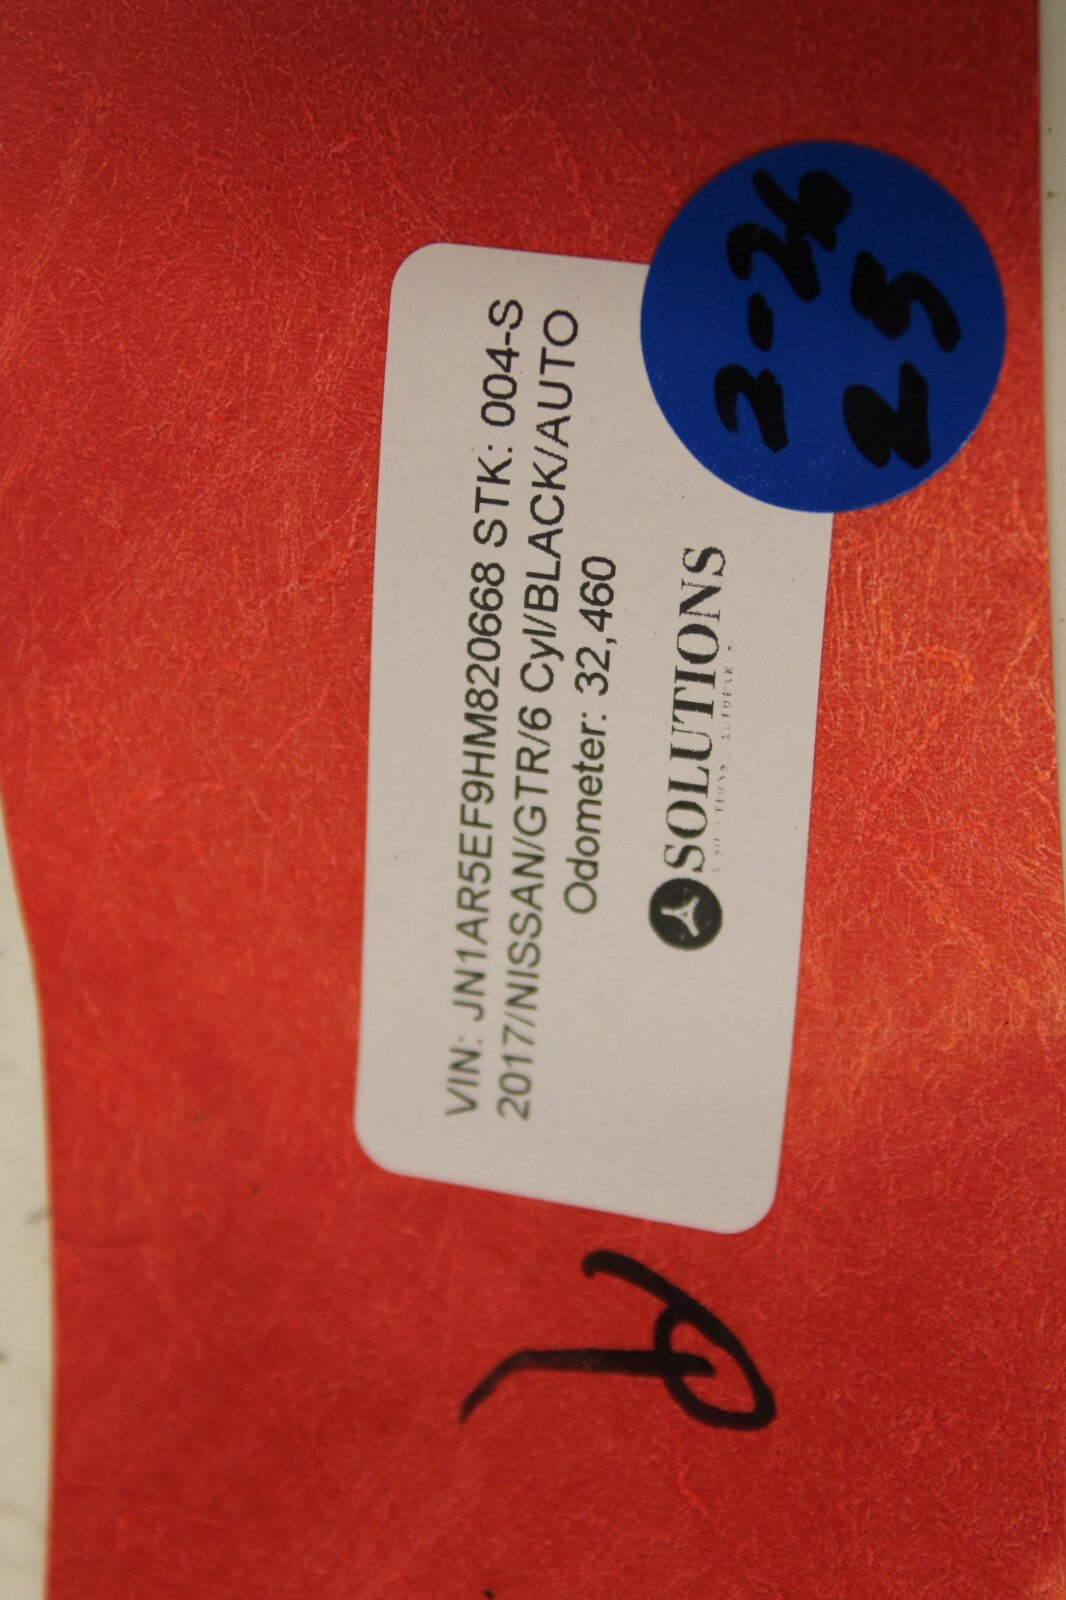 VIN: JN1AR5EF9HM820668 STK: 004-S
2017/NISSAN/GTR/6 Cyl/BLACK/AUTO
Odometer: 32,460
SOLUTIONS
2-26
25